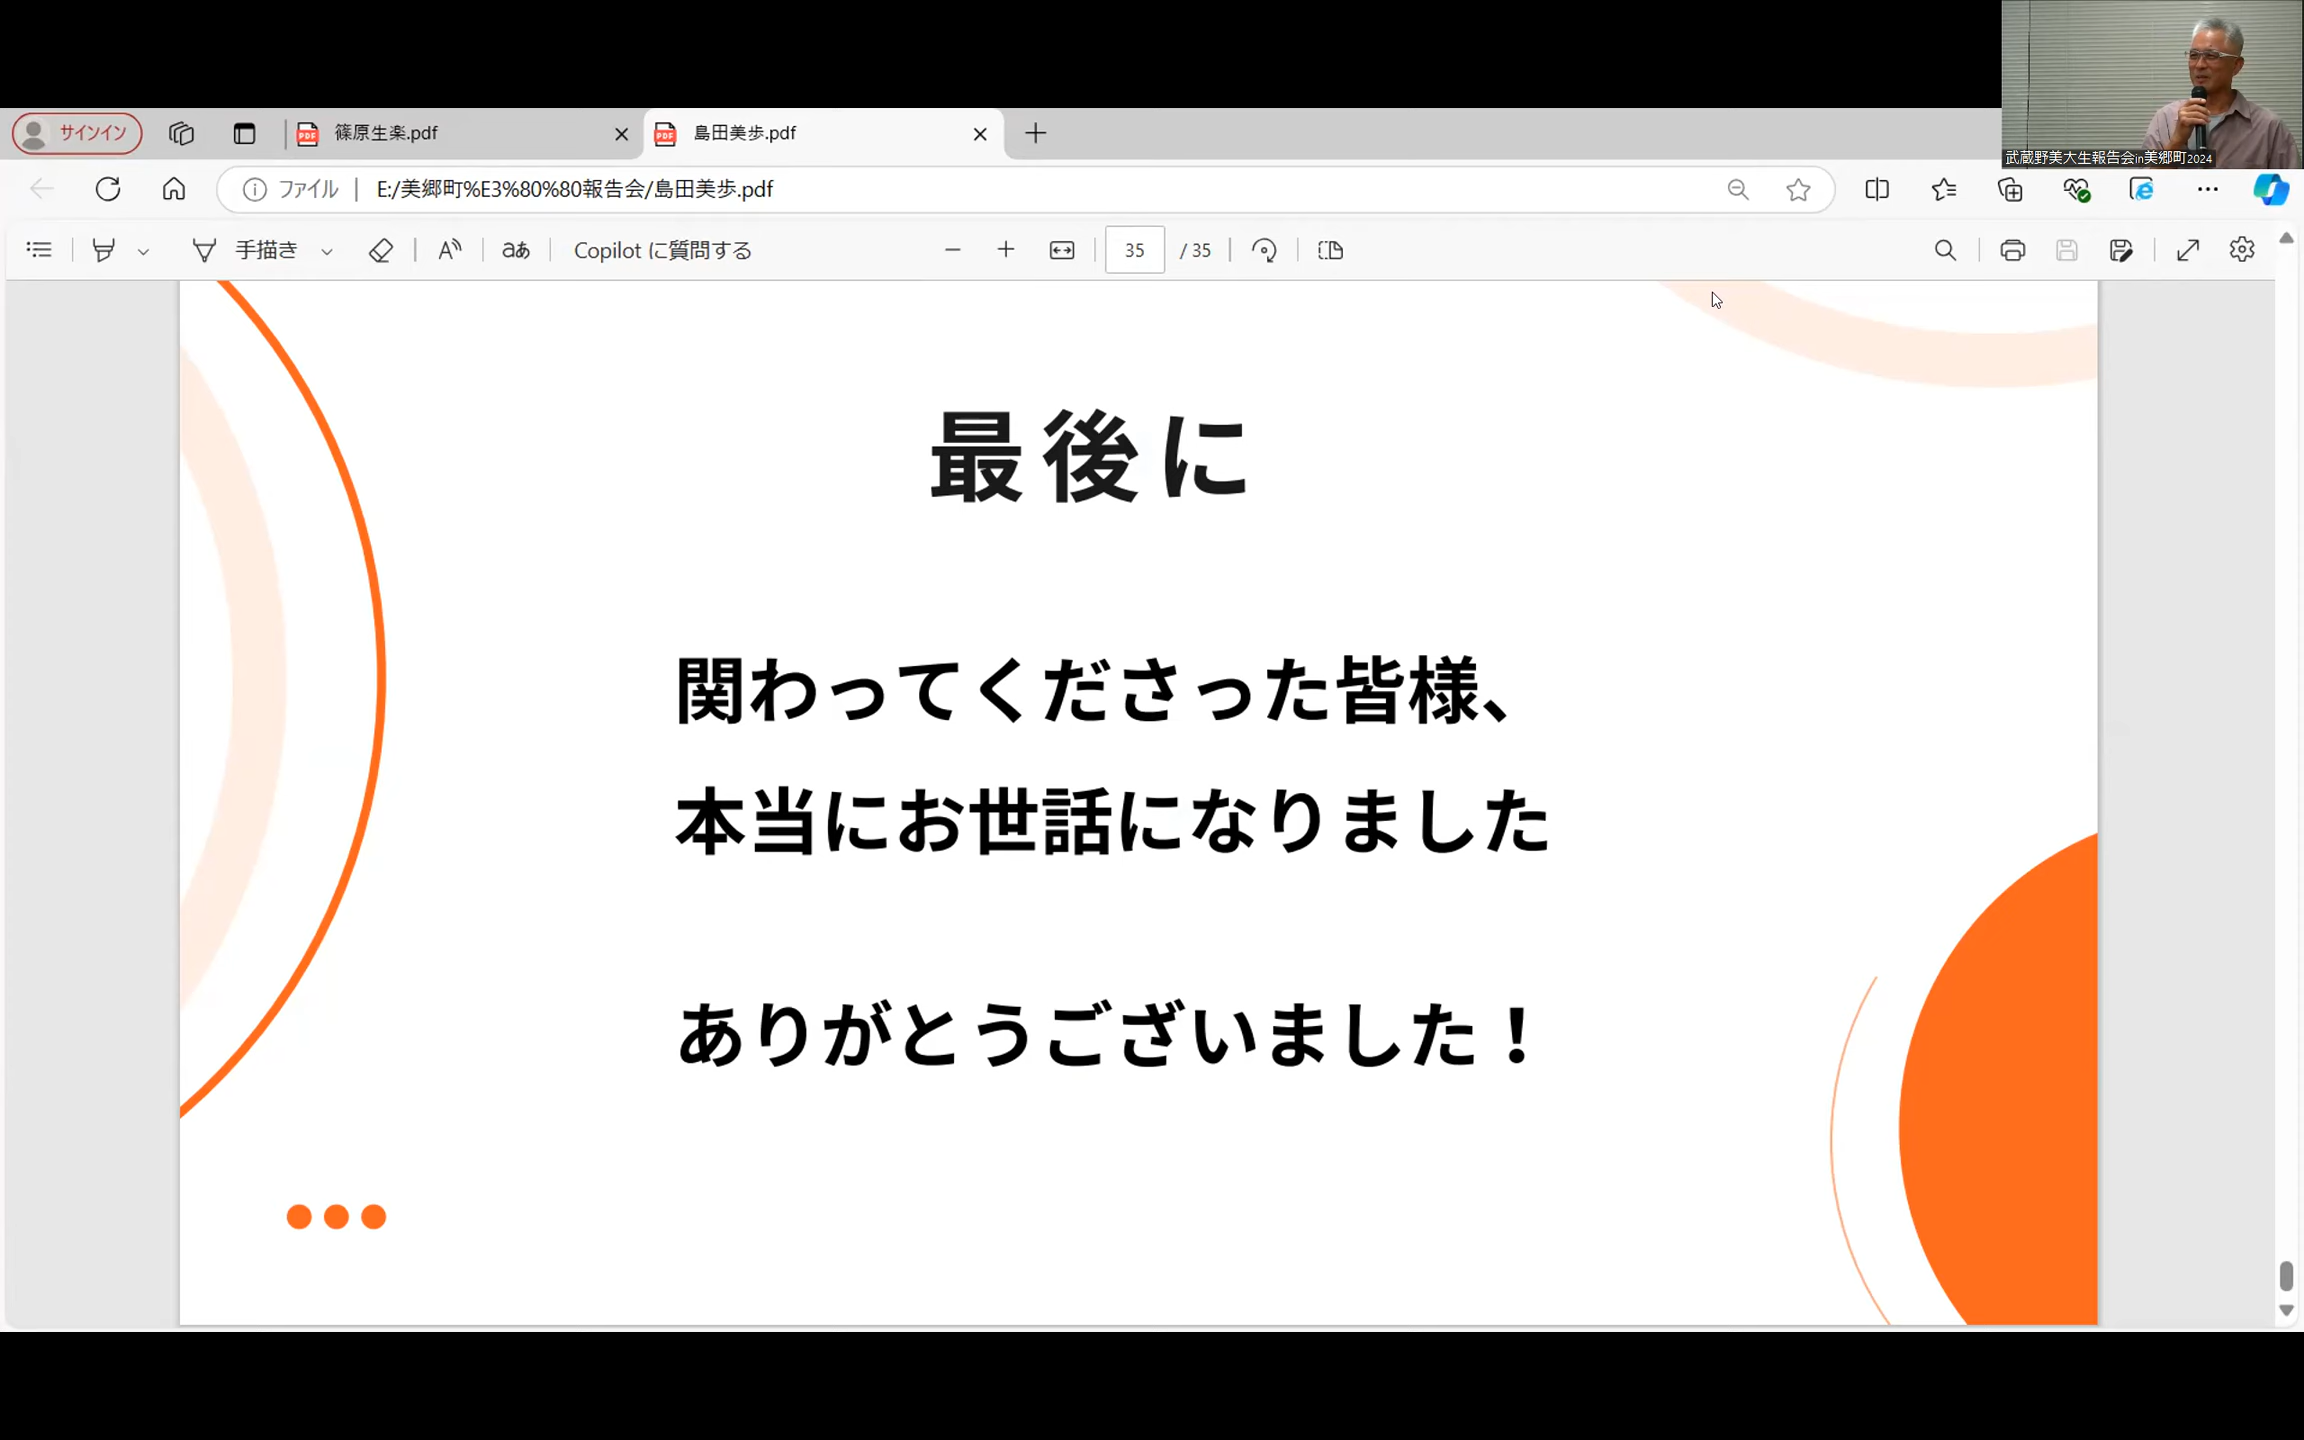 武蔵野美大生報告会in美郷町2024
サインイン
篠原生楽.pdf
島田美歩.pdf
ファイル
E:/美郷町%E3%80%80報告会/島田美歩.pdf
手描き
aあ
Copilot に質問する
35 / 35
最後に
関わってくださった皆様、
本当にお世話になりました
ありがとうございました！